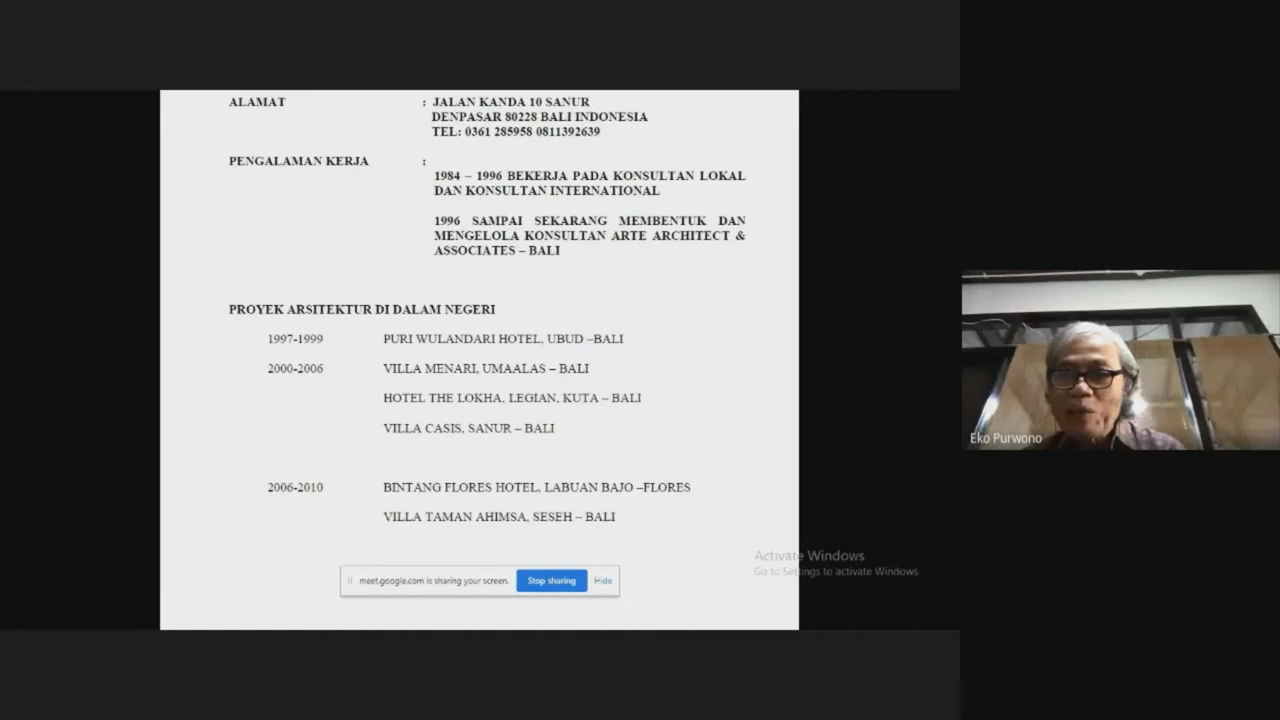 ALAMAT : JALAN KANDA 10 SANUR
DENPASAR 80228 BALI INDONESIA
TEL: 0361 285958 0811392639
PENGALAMAN KERJA :
1984 – 1996 BEKERJA PADA KONSULTAN LOKAL
DAN KONSULTAN INTERNATIONAL
1996 SAMPAI SEKARANG MEMBENTUK DAN
MENGELOLA KONSULTAN ARTE ARCHITECT &
ASSOCIATES – BALI
PROYEK ARSITEKTUR DI DALAM NEGERI
1997-1999 PURI WULANDARI HOTEL, UBUD –BALI
2000-2006 VILLA MENARI, UMAALAS – BALI
HOTEL THE LOKHA, LEGIAN, KUTA – BALI
VILLA CASIS, SANUR – BALI
2006-2010 BINTANG FLORES HOTEL, LABUAN BAJO –FLORES
VILLA TAMAN AHIMSA, SESEH – BALI
meet.google.com is sharing your screen. Stop sharing Hide
Activate Windows
Go to Settings to activate Windows.
Eko Purwono